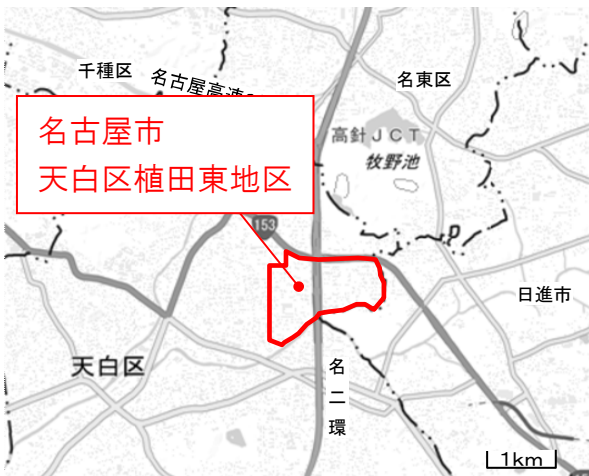 千種区
名古屋高速
名東区
名古屋市
天白区植田東地区
高針JCT
牧野池
153
日進市
天白区
名二環
1km